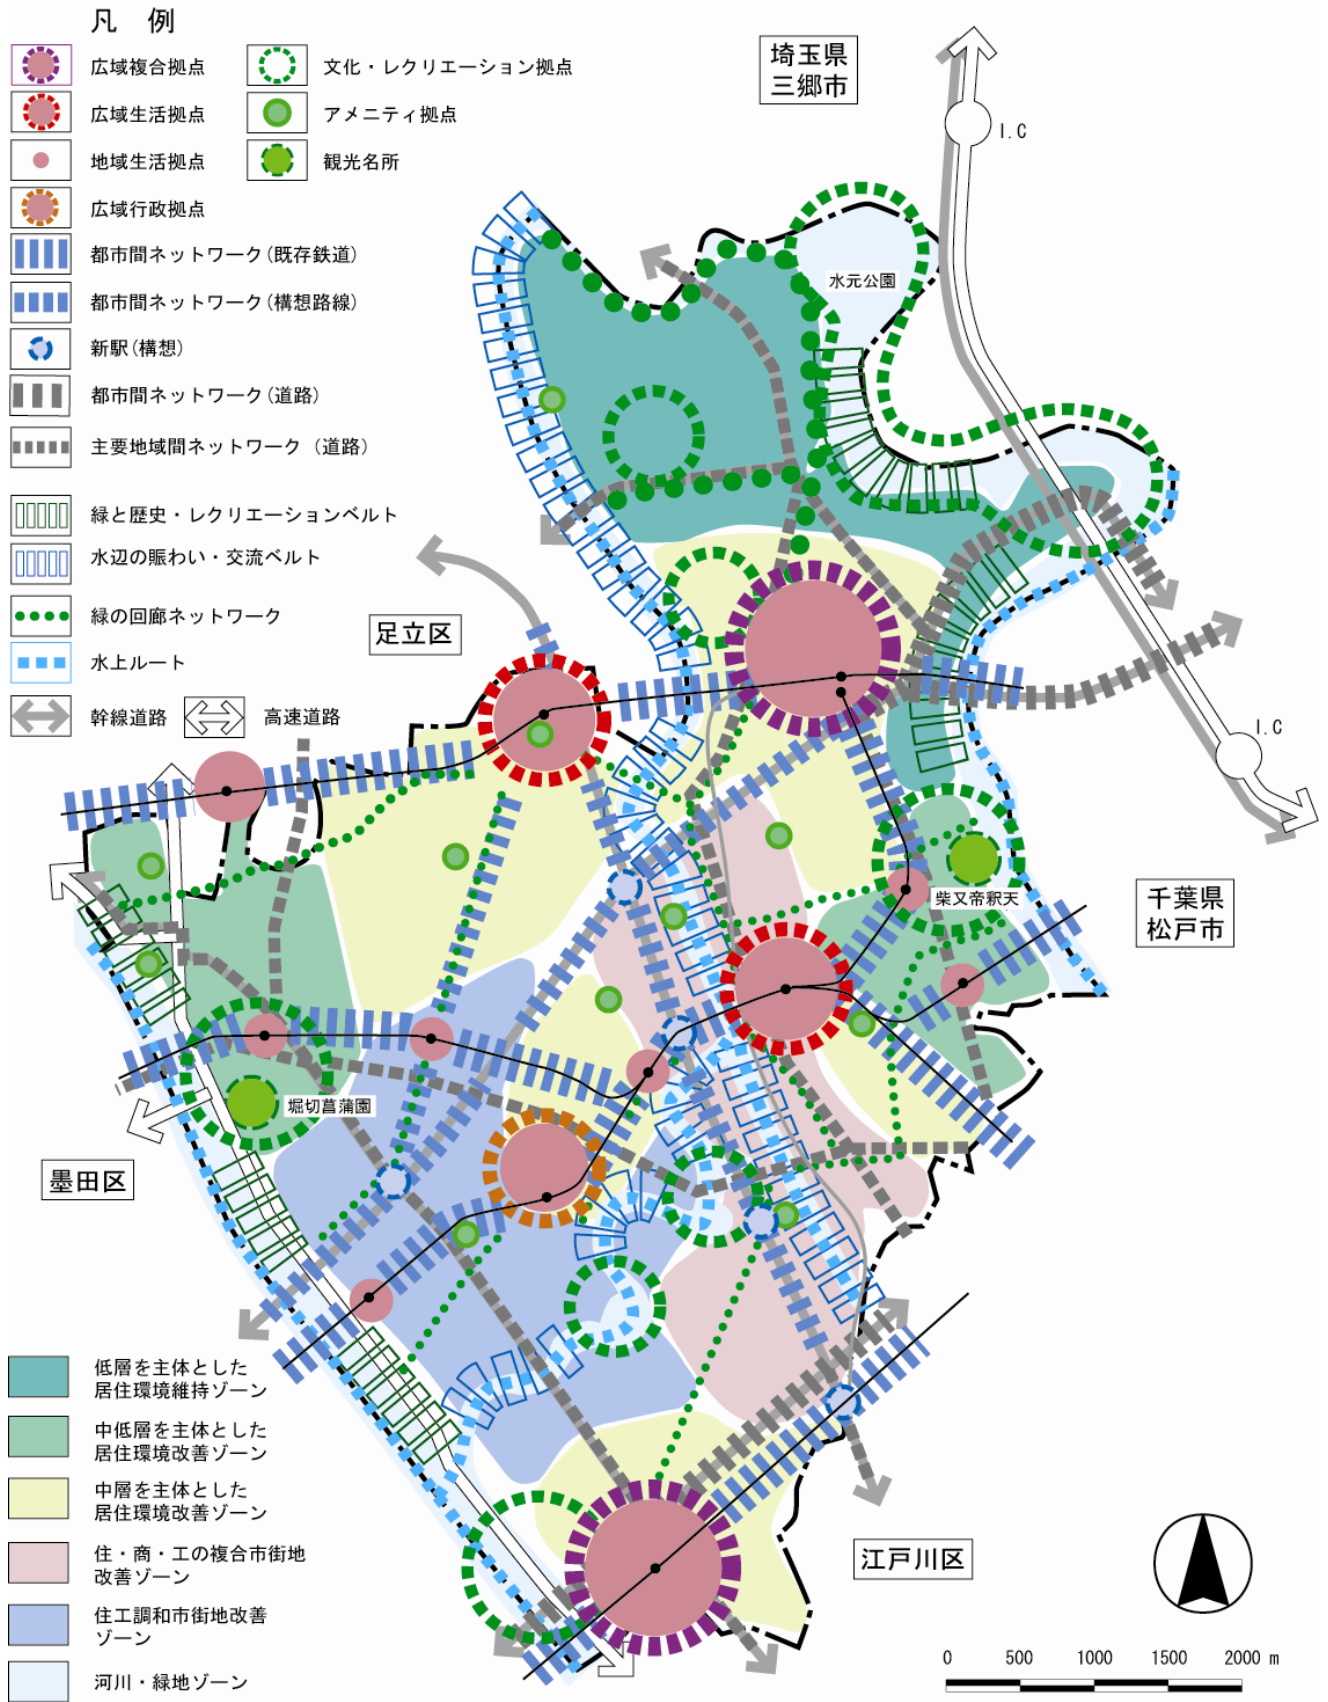 凡　例
広域複合拠点
広域生活拠点
地域生活拠点
広域行政拠点
都市間ネットワーク(既存鉄道)
都市間ネットワーク(構想路線)
新駅(構想)
都市間ネットワーク(道路)
主要地域間ネットワーク (道路)
緑と歴史・レクリエーションベルト
水辺の賑わい・交流ベルト
緑の回廊ネットワーク
水上ルート
幹線道路
高速道路
文化・レクリエーション拠点
アメニティ拠点
観光名所
埼玉県
三郷市
I.C
水元公園
足立区
I.C
柴又帝釈天
千葉県
松戸市
堀切菖蒲園
墨田区
江戸川区
低層を主体とした
居住環境維持ゾーン
中低層を主体とした
居住環境改善ゾーン
中層を主体とした
居住環境改善ゾーン
住・商・工の複合市街地
改善ゾーン
住工調和市街地改善
ゾーン
河川・緑地ゾーン
0 500 1000 1500 2000 m